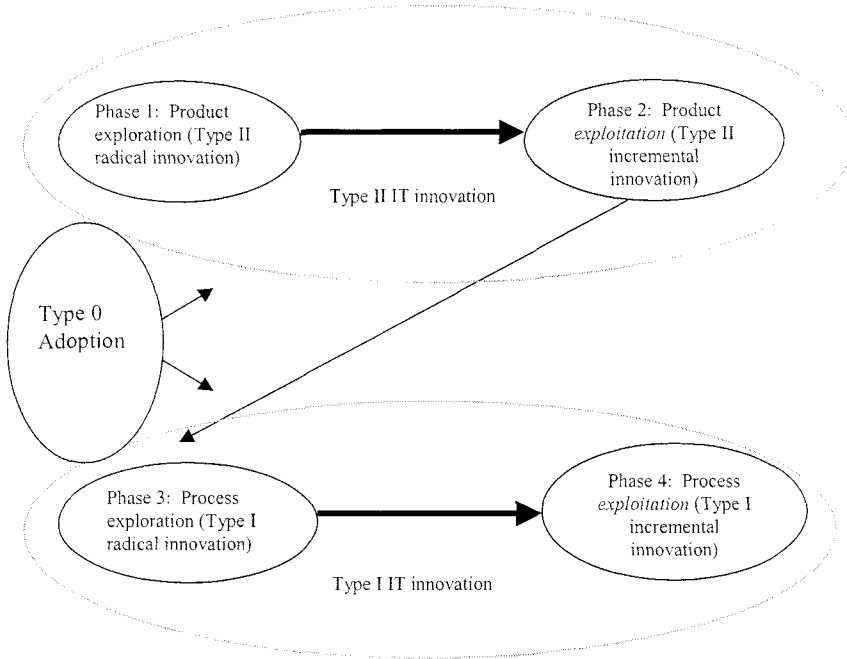 Phase 1: Product
exploration (Type II
radical innovation)
Phase 2: Product
exploitation (Type II
incremental
innovation)
Type II IT innovation
Type 0
Adoption
Phase 3: Process
exploration (Type I
radical innovation)
Phase 4: Process
exploitation (Type I
incremental
innovation)
Type I IT innovation